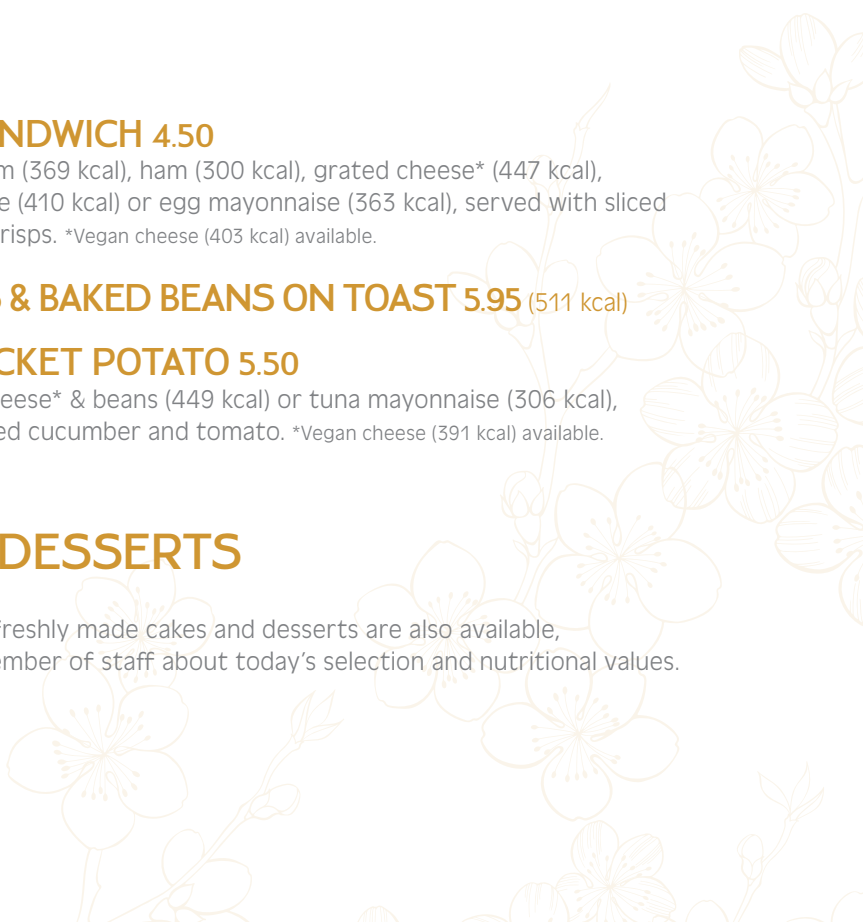 NDWICH 4.50
m (369 kcal), ham (300 kcal), grated cheese* (447 kcal),
e (410 kcal) or egg mayonnaise (363 kcal), served with sliced
risps. *Vegan cheese (403 kcal) available.
& BAKED BEANS ON TOAST 5.95 (511 kcal)
CKET POTATO 5.50
eese* & beans (449 kcal) or tuna mayonnaise (306 kcal),
ed cucumber and tomato. *Vegan cheese (391 kcal) available.
DESSERTS
freshly made cakes and desserts are also available,
ember of staff about today's selection and nutritional values.